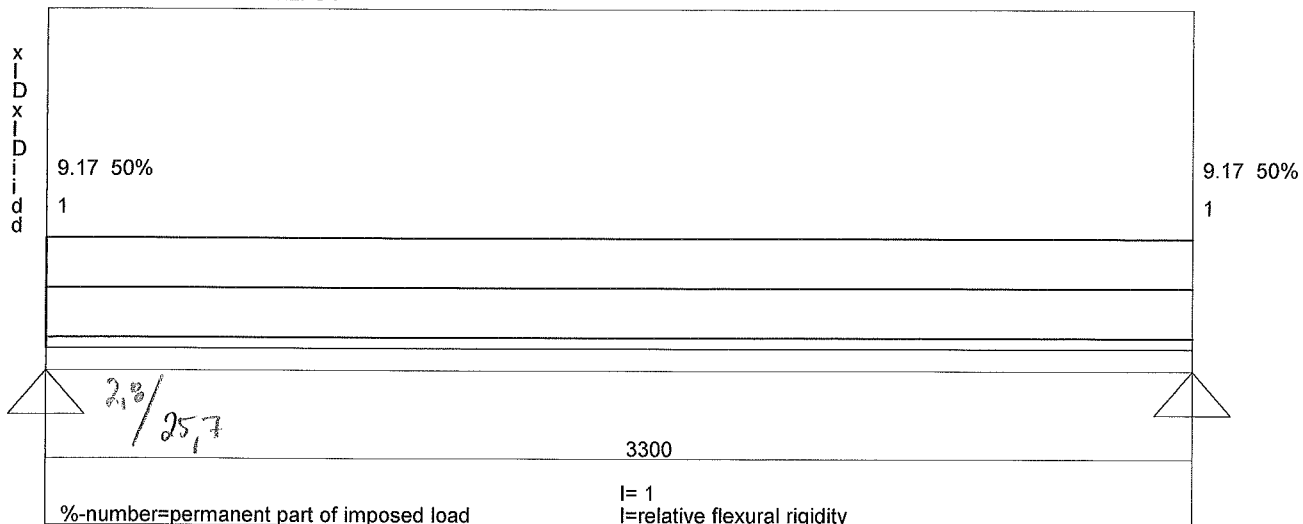 x
I
D
x
I
D
i
i
d
d
9.17 50%
9.17 50%
1
1
2,8/25,7
3300
I= 1
%-number=permanent part of imposed load
I=relative flexural rigidity